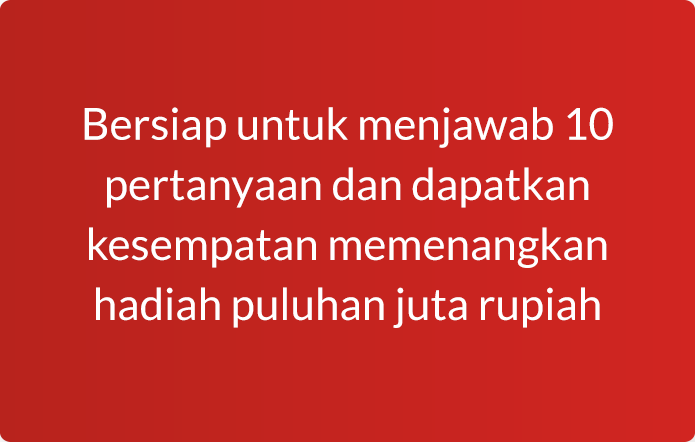 Bersiap untuk menjawab 10
pertanyaan dan dapatkan
kesempatan memenangkan
hadiah puluhan juta rupiah